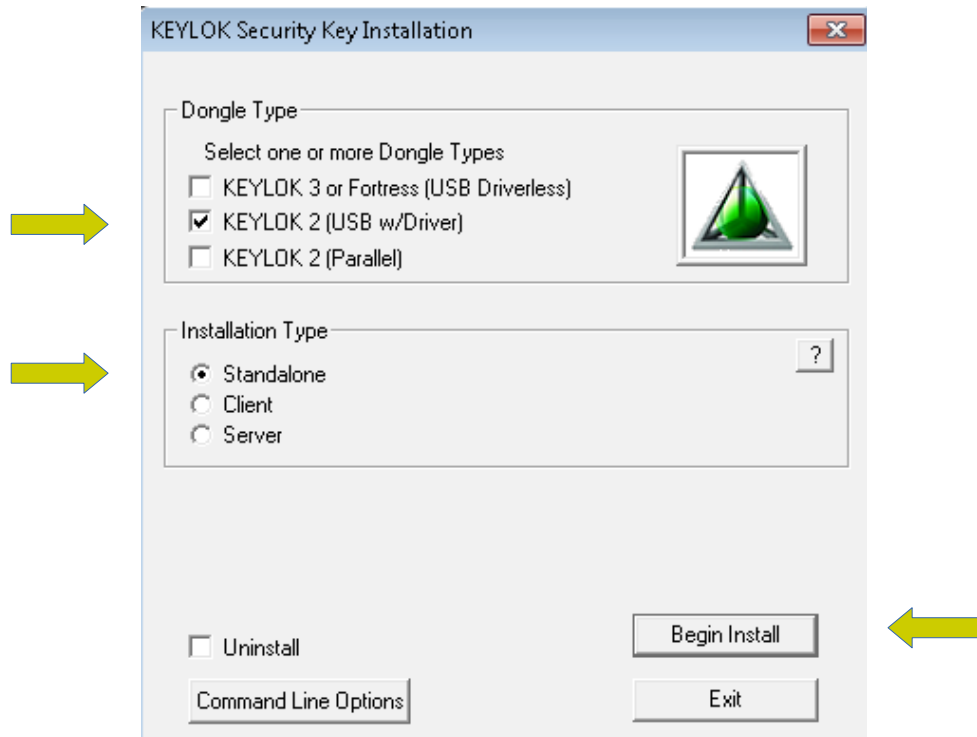 KEYLOK Security Key Installation
Dongle Type
Select one or more Dongle Types
KEYLOK 3 or Fortress (USB Driverless)
KEYLOK 2 (USB w/Driver)
KEYLOK 2 (Parallel)
Installation Type
?
Standalone
Client
Server
Uninstall
Begin Install
Command Line Options
Exit